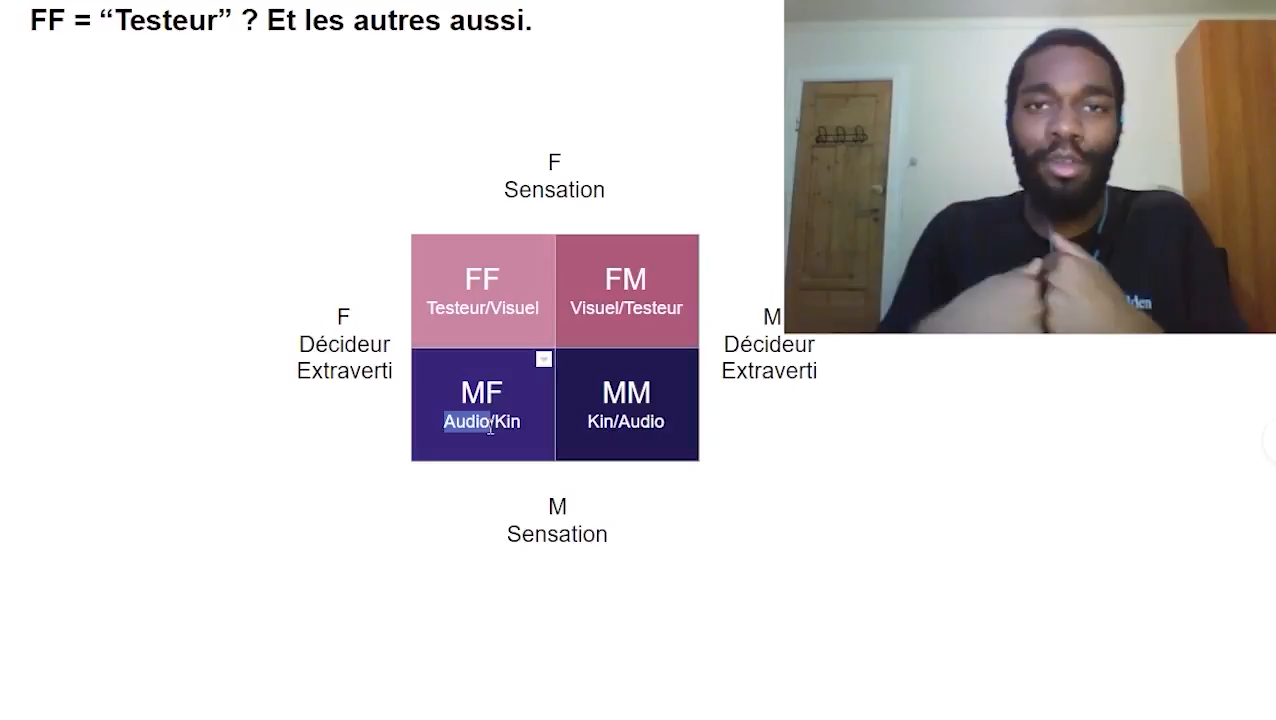 FF = “Testeur” ? Et les autres aussi.
F
Sensation
FF
Testeur/Visuel
FM
Visuel/Testeur
F
Décideur
Extraverti
M
Décideur
Extraverti
MF
Audio/Kin
MM
Kin/Audio
M
Sensation